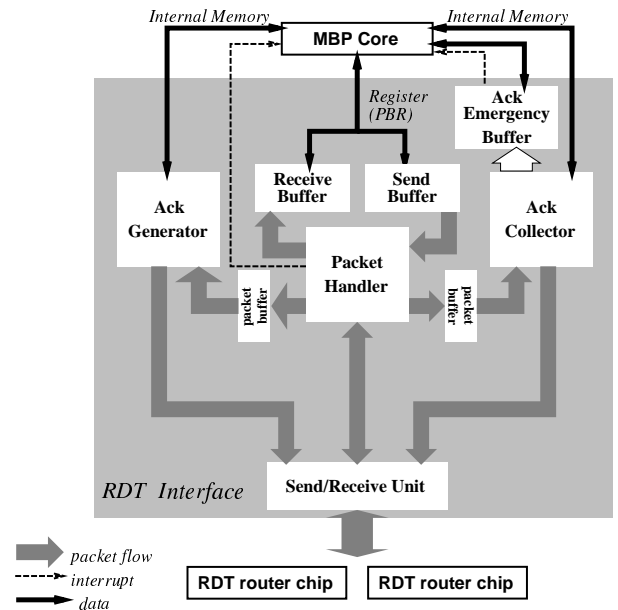 Internal Memory
Internal Memory
MBP Core
Register
(PBR)
Ack
Emergency
Buffer
Receive
Buffer
Send
Buffer
Ack
Generator
Ack
Collector
Packet
Handler
packet
buffer
packet
buffer
Send/Receive Unit
RDT Interface
packet flow
interrupt
data
RDT router chip
RDT router chip